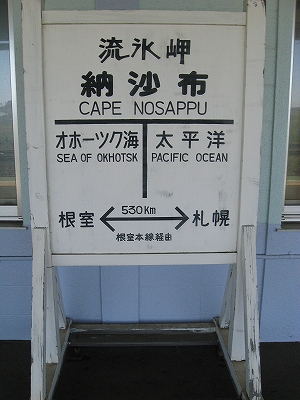 流氷岬
納沙布
CAPE NOSAPPU
オホーツク海 太平洋
SEA OF OKHOTSK PACIFIC OCEAN
530Km
根室 札幌
根室本線経由